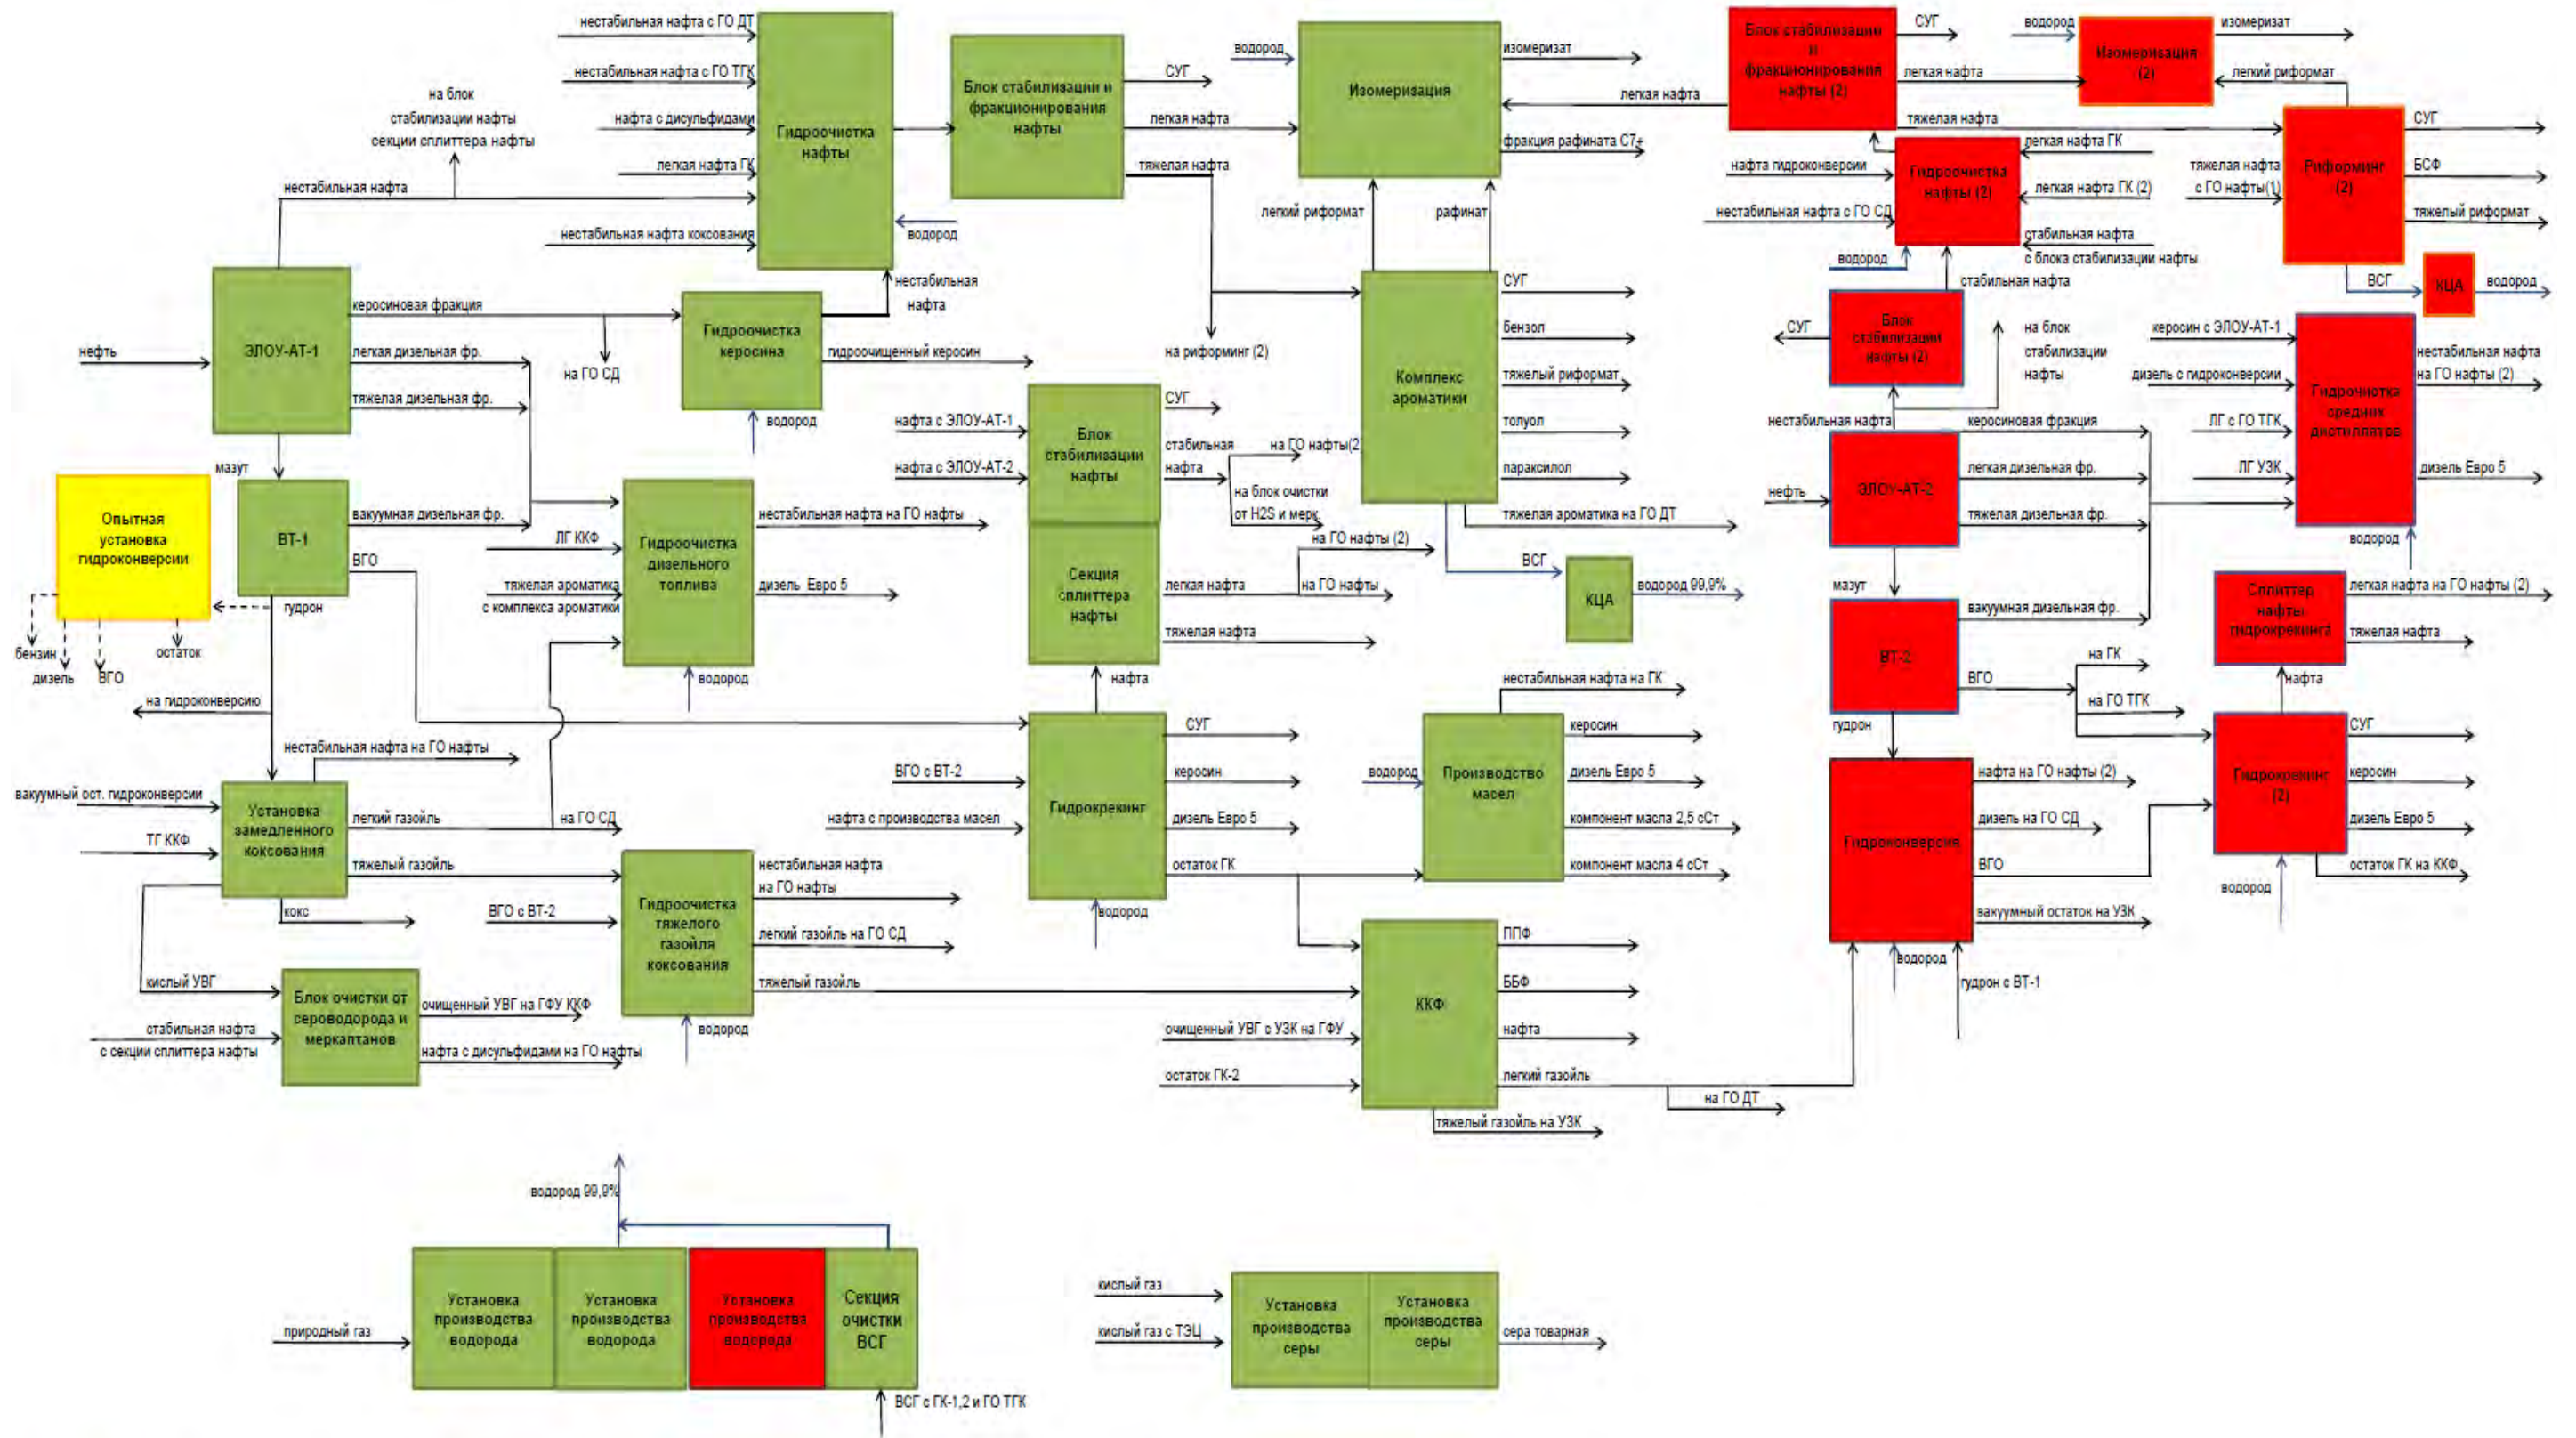 нестабильная нафта с ГО ДТ
нестабильная нафта с ГО ТГК
нафта с дисульфидами
легкая нафта ГК
на блок
стабилизации нафты
секции сплиттера нафты
нестабильная нафта
нестабильная нафта коксования
Гидроочистка
нафты
водород
нестабильная
нафта
Блок стабилизации и
фракционирования
нафты
СУГ
легкая нафта
тяжелая нафта
на риформинг (2)
водород
Изомеризация
изомеризат
легкая нафта
фракция рафината С7+
легкий риформат
рафинат
Блок стабилизации
и
фракционирования
нафты (2)
СУГ
легкая нафта
тяжелая нафта
водород
Изомеризация
(2)
изомеризат
легкий риформат
Гидроочистка
нафты (2)
нафта гидроконверсии
нестабильная нафта с ГО СД
водород
легкая нафта ГК
легкая нафта ГК (2)
стабильная нафта
с блока стабилизации нафты
стабильная нафта
тяжелая нафта
с ГО нафты(1)
Риформинг
(2)
СУГ
БСФ
тяжелый риформат
ВСГ
КЦА
водород
нефть
ЭЛОУ-АТ-1
керосиновая фракция
легкая дизельная фр.
тяжелая дизельная фр.
на ГО СД
мазут
Гидроочистка
керосина
гидроочищенный керосин
водород
Комплекс
ароматики
СУГ
бензол
тяжелый риформат
толуол
параксилол
тяжелая ароматика на ГО ДТ
ВСГ
КЦА
водород 99,9%
СУГ
Блок
стабилизации
нафты (2)
на блок
стабилизации
нафты
нестабильная нафта
нефть
ЭЛОУ-АТ-2
керосиновая фракция
легкая дизельная фр.
тяжелая дизельная фр.
мазут
керосин с ЭЛОУ-АТ-1
дизель с гидроконверсии
ЛГ с ГО ТГК
ЛГ УЗК
Гидрочистка
средних
дистиллятов
нестабильная нафта
на ГО нафты (2)
дизель Евро 5
водород
Опытная
установка
гидроконверсии
бензин
дизель
ВГО
остаток
ВТ-1
вакуумная дизельная фр.
ВГО
гудрон
на гидроконверсию
ЛГ ККФ
тяжелая ароматика
с комплекса ароматики
Гидроочистка
дизельного
топлива
нестабильная нафта на ГО нафты
дизель Евро 5
водород
нафта с ЭЛОУ-АТ-1
нафта с ЭЛОУ-АТ-2
Блок
стабилизации
нафты
СУГ
стабильная
нафта
на ГО нафты(2)
на блок очистки
от H2S и мерк.
Секция
сплиттера
нафты
легкая нафта
на ГО нафты (2)
на ГО нафты
тяжелая нафта
нафта
ВТ-2
вакуумная дизельная фр.
ВГО
на ГК
на ГО ТГК
гудрон
Сплиттер
нафты
гидрокрекинга
легкая нафта на ГО нафты (2)
тяжелая нафта
нафта
вакуумный ост. гидроконверсии
ТГ ККФ
нестабильная нафта на ГО нафты
Установка
замедленного
коксования
легкий газойль
на ГО СД
тяжелый газойль
кокс
ВГО с ВТ-2
Гидроочистка
тяжелого
газойля
коксования
нестабильная нафта
на ГО нафты
легкий газойль на ГО СД
тяжелый газойль
водород
ВГО с ВТ-2
нафта с производства масел
Гидрокрекинг
СУГ
керосин
дизель Евро 5
остаток ГК
водород
нестабильная нафта на ГК
водород
Производство
масел
керосин
дизель Евро 5
компонент масла 2,5 сСт
компонент масла 4 сСт
Гидроконверсия
нафта на ГО нафты (2)
дизель на ГО СД
ВГО
вакуумный остаток на УЗК
водород
гудрон с ВТ-1
Гидрокрекинг
(2)
СУГ
керосин
дизель Евро 5
остаток ГК на ККФ
водород
кислый УВГ
стабильная нафта
с секции сплиттера нафты
Блок очистки от
сероводорода и
меркаптанов
очищенный УВГ на ГФУ ККФ
нафта с дисульфидами на ГО нафты
очищенный УВГ с УЗК на ГФУ
остаток ГК-2
ККФ
ППФ
ББФ
нафта
легкий газойль
на ГО ДТ
тяжелый газойль на УЗК
водород 99,9%
природный газ
Установка
производства
водорода
Установка
производства
водорода
Установка
производства
водорода
Секция
очистки
ВСГ
ВСГ с ГК-1,2 и ГО ТГК
кислый газ
кислый газ с ТЭЦ
Установка
производства
серы
Установка
производства
серы
сера товарная